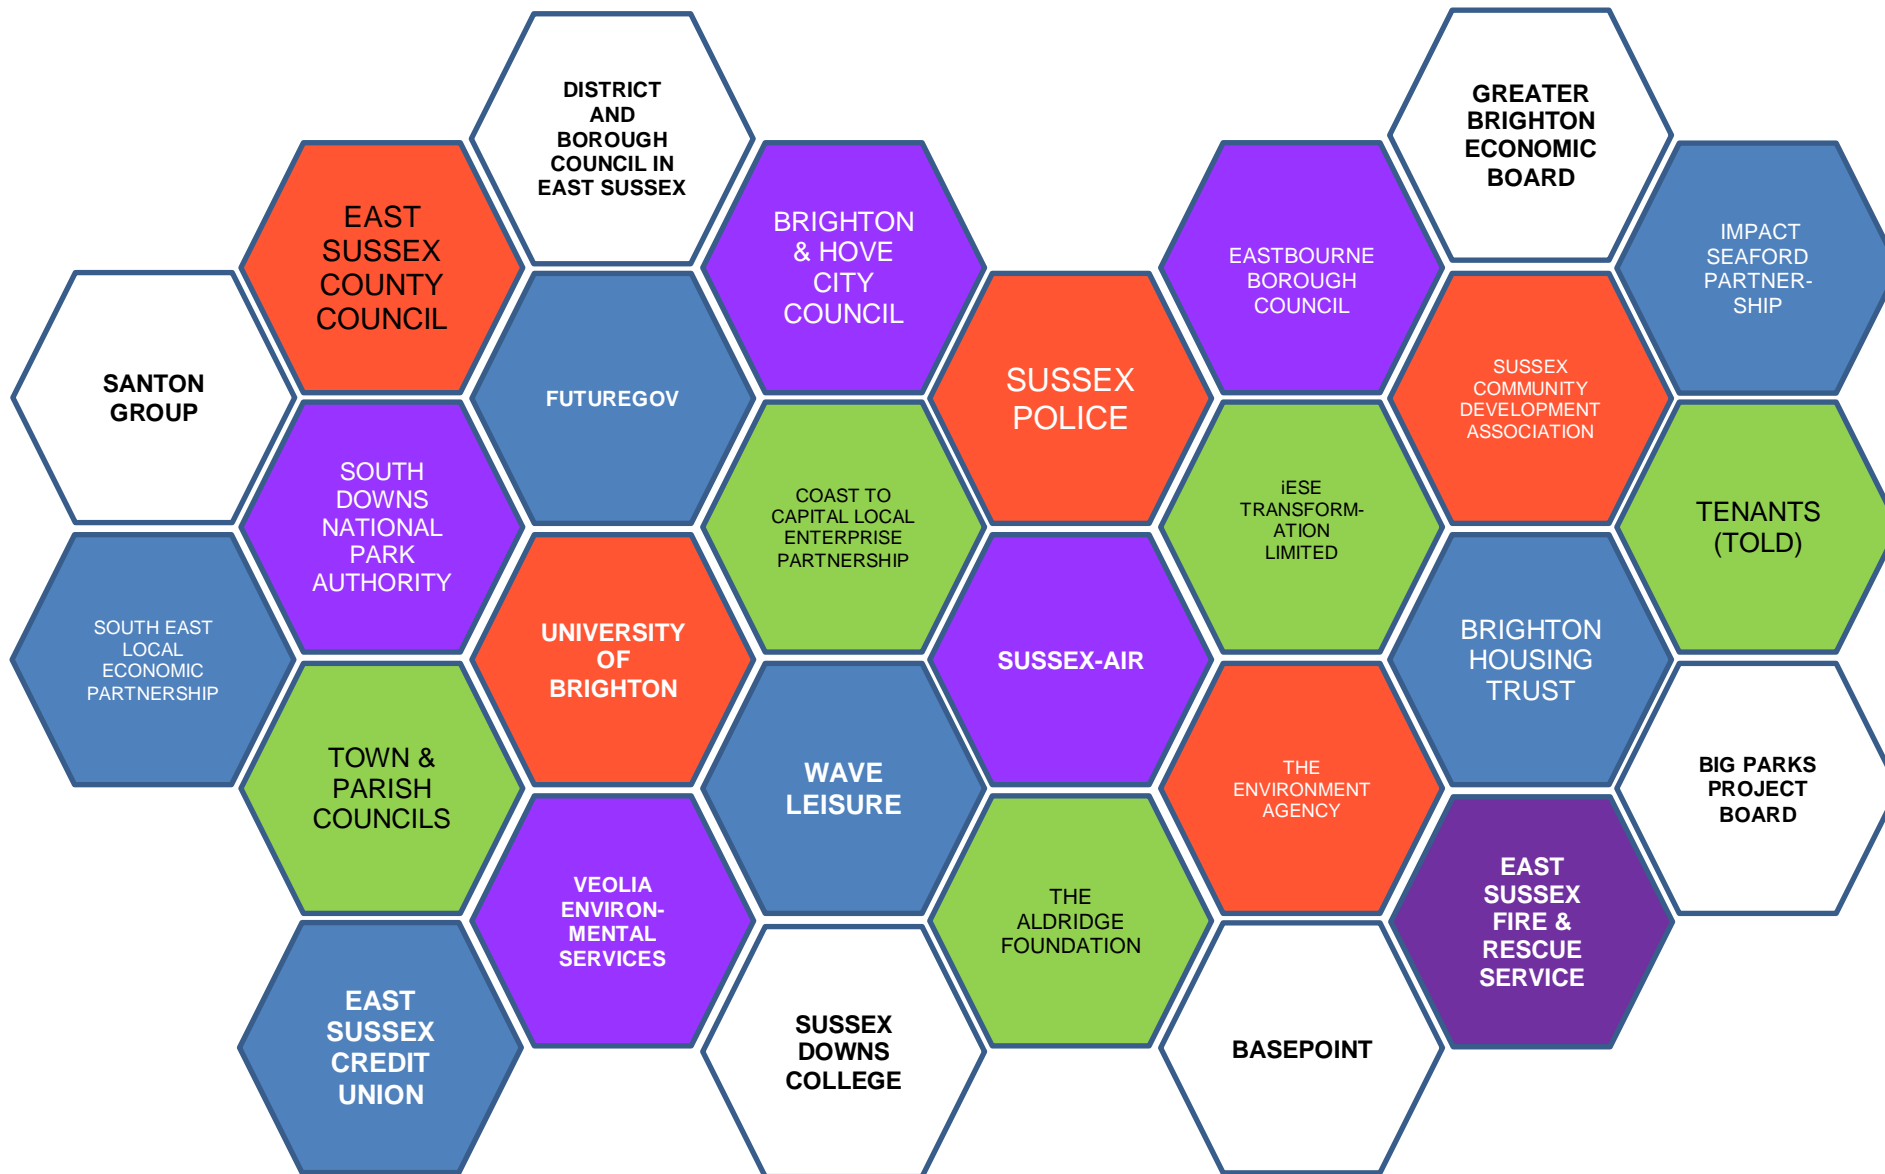 DISTRICT
AND
BOROUGH
COUNCIL IN
EAST SUSSEX
GREATER
BRIGHTON
ECONOMIC
BOARD
EAST
SUSSEX
COUNTY
COUNCIL
BRIGHTON
& HOVE
CITY
COUNCIL
EASTBOURNE
BOROUGH
COUNCIL
IMPACT
SEAFORD
PARTNER-
SHIP
SANTON
GROUP
FUTUREGOV
SUSSEX
POLICE
SUSSEX
COMMUNITY
DEVELOPMENT
ASSOCIATION
SOUTH
DOWNS
NATIONAL
PARK
AUTHORITY
COAST TO
CAPITAL LOCAL
ENTERPRISE
PARTNERSHIP
iESE
TRANSFORM-
ATION
LIMITED
TENANTS
(TOLD)
SOUTH EAST
LOCAL
ECONOMIC
PARTNERSHIP
UNIVERSITY
OF
BRIGHTON
SUSSEX-AIR
BRIGHTON
HOUSING
TRUST
TOWN &
PARISH
COUNCILS
WAVE
LEISURE
THE
ENVIRONMENT
AGENCY
BIG PARKS
PROJECT
BOARD
VEOLIA
ENVIRON-
MENTAL
SERVICES
THE
ALDRIDGE
FOUNDATION
EAST
SUSSEX
FIRE &
RESCUE
SERVICE
EAST
SUSSEX
CREDIT
UNION
SUSSEX
DOWNS
COLLEGE
BASEPOINT